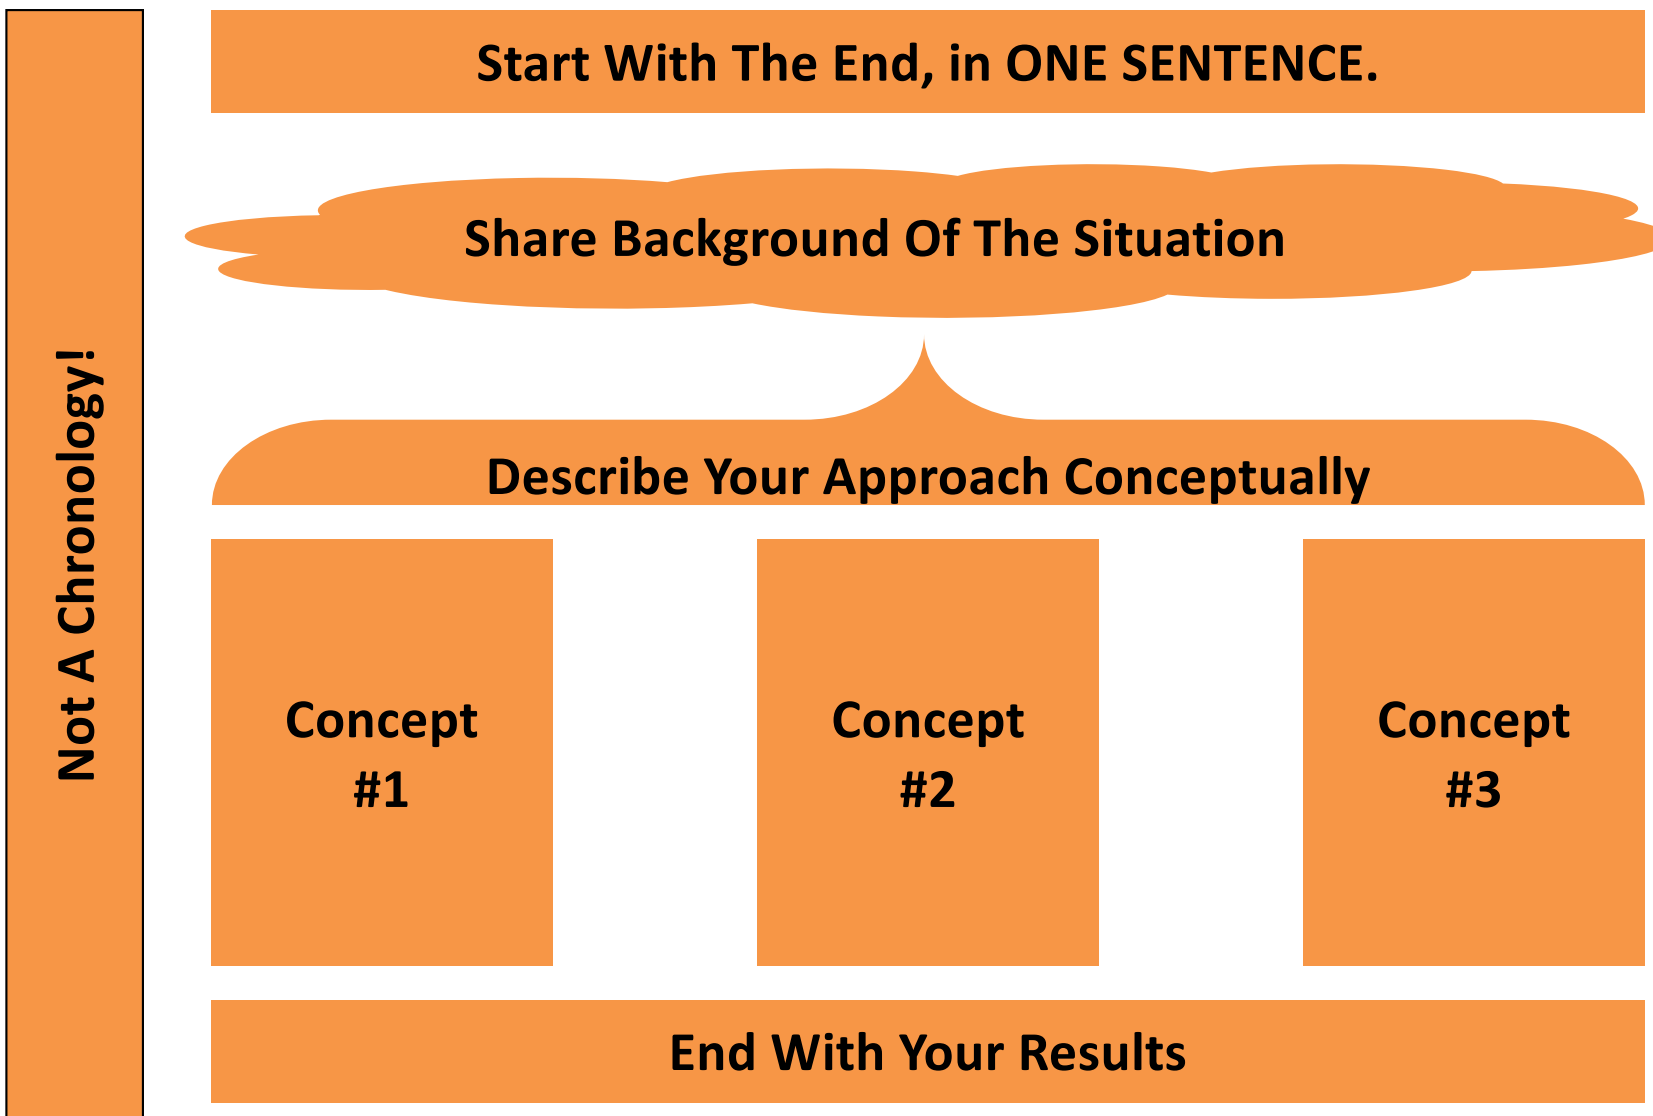 Not A Chronology!
Start With The End, in ONE SENTENCE.
Share Background Of The Situation
Describe Your Approach Conceptually
Concept
#1
Concept
#2
Concept
#3
End With Your Results